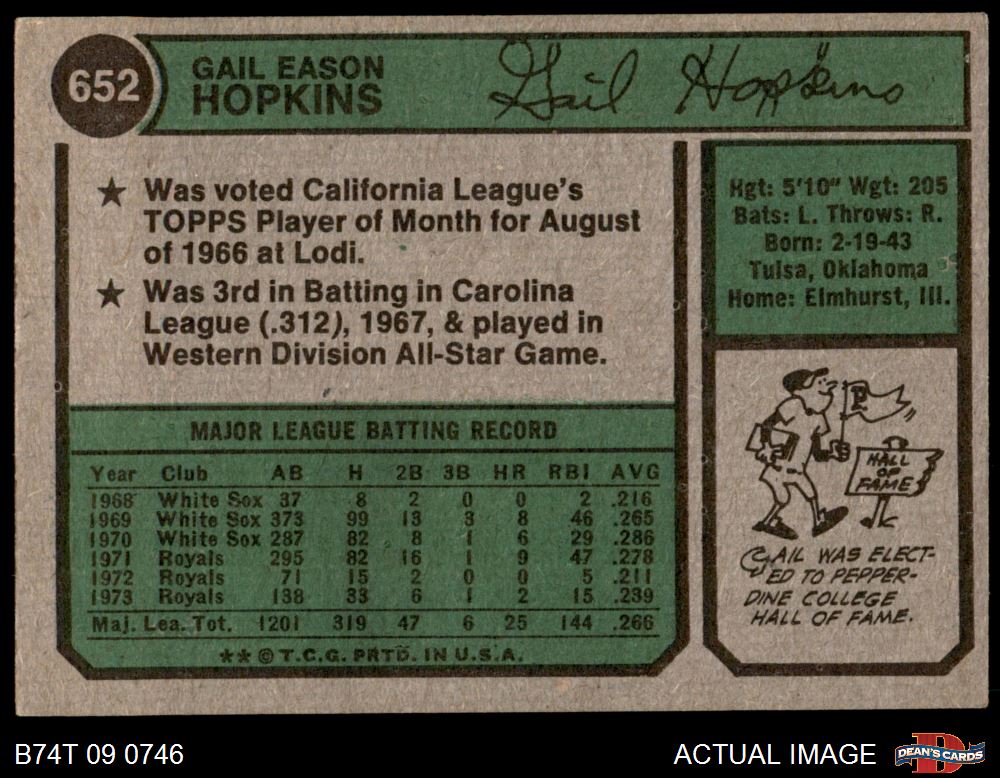 652
GAIL EASON
HOPKINS
Gail Hopkins
★ Was voted California League's
TOPPS Player of Month for August
of 1966 at Lodi.
★ Was 3rd in Batting in Carolina
League (.312), 1967, & played in
Western Division All-Star Game.
Hgt: 5'10" Wgt: 205
Bats: L. Throws: R.
Born: 2-19-43
Tulsa, Oklahoma
Home: Elmhurst, Ill.
MAJOR LEAGUE BATTING RECORD
Year Club AB H 2B 3B HR RBI AVG
1968 White Sox 37 8 2 0 0 2 .216
1969 White Sox 373 99 13 3 8 46 .265
1970 White Sox 287 82 8 1 6 29 .286
1971 Royals 295 82 16 1 9 47 .278
1972 Royals 71 15 2 0 0 5 .211
1973 Royals 138 33 6 1 2 15 .239
Maj. Lea. Tot. 1201 319 47 6 25 144 .266
** © T.C.G. PRTD. IN U.S.A.
P
HALL
OF
FAME
GAIL WAS ELECT-
ED TO PEPPER-
DINE COLLEGE
HALL OF FAME.
B74T 09 0746
ACTUAL IMAGE
DEAN'S CARDS